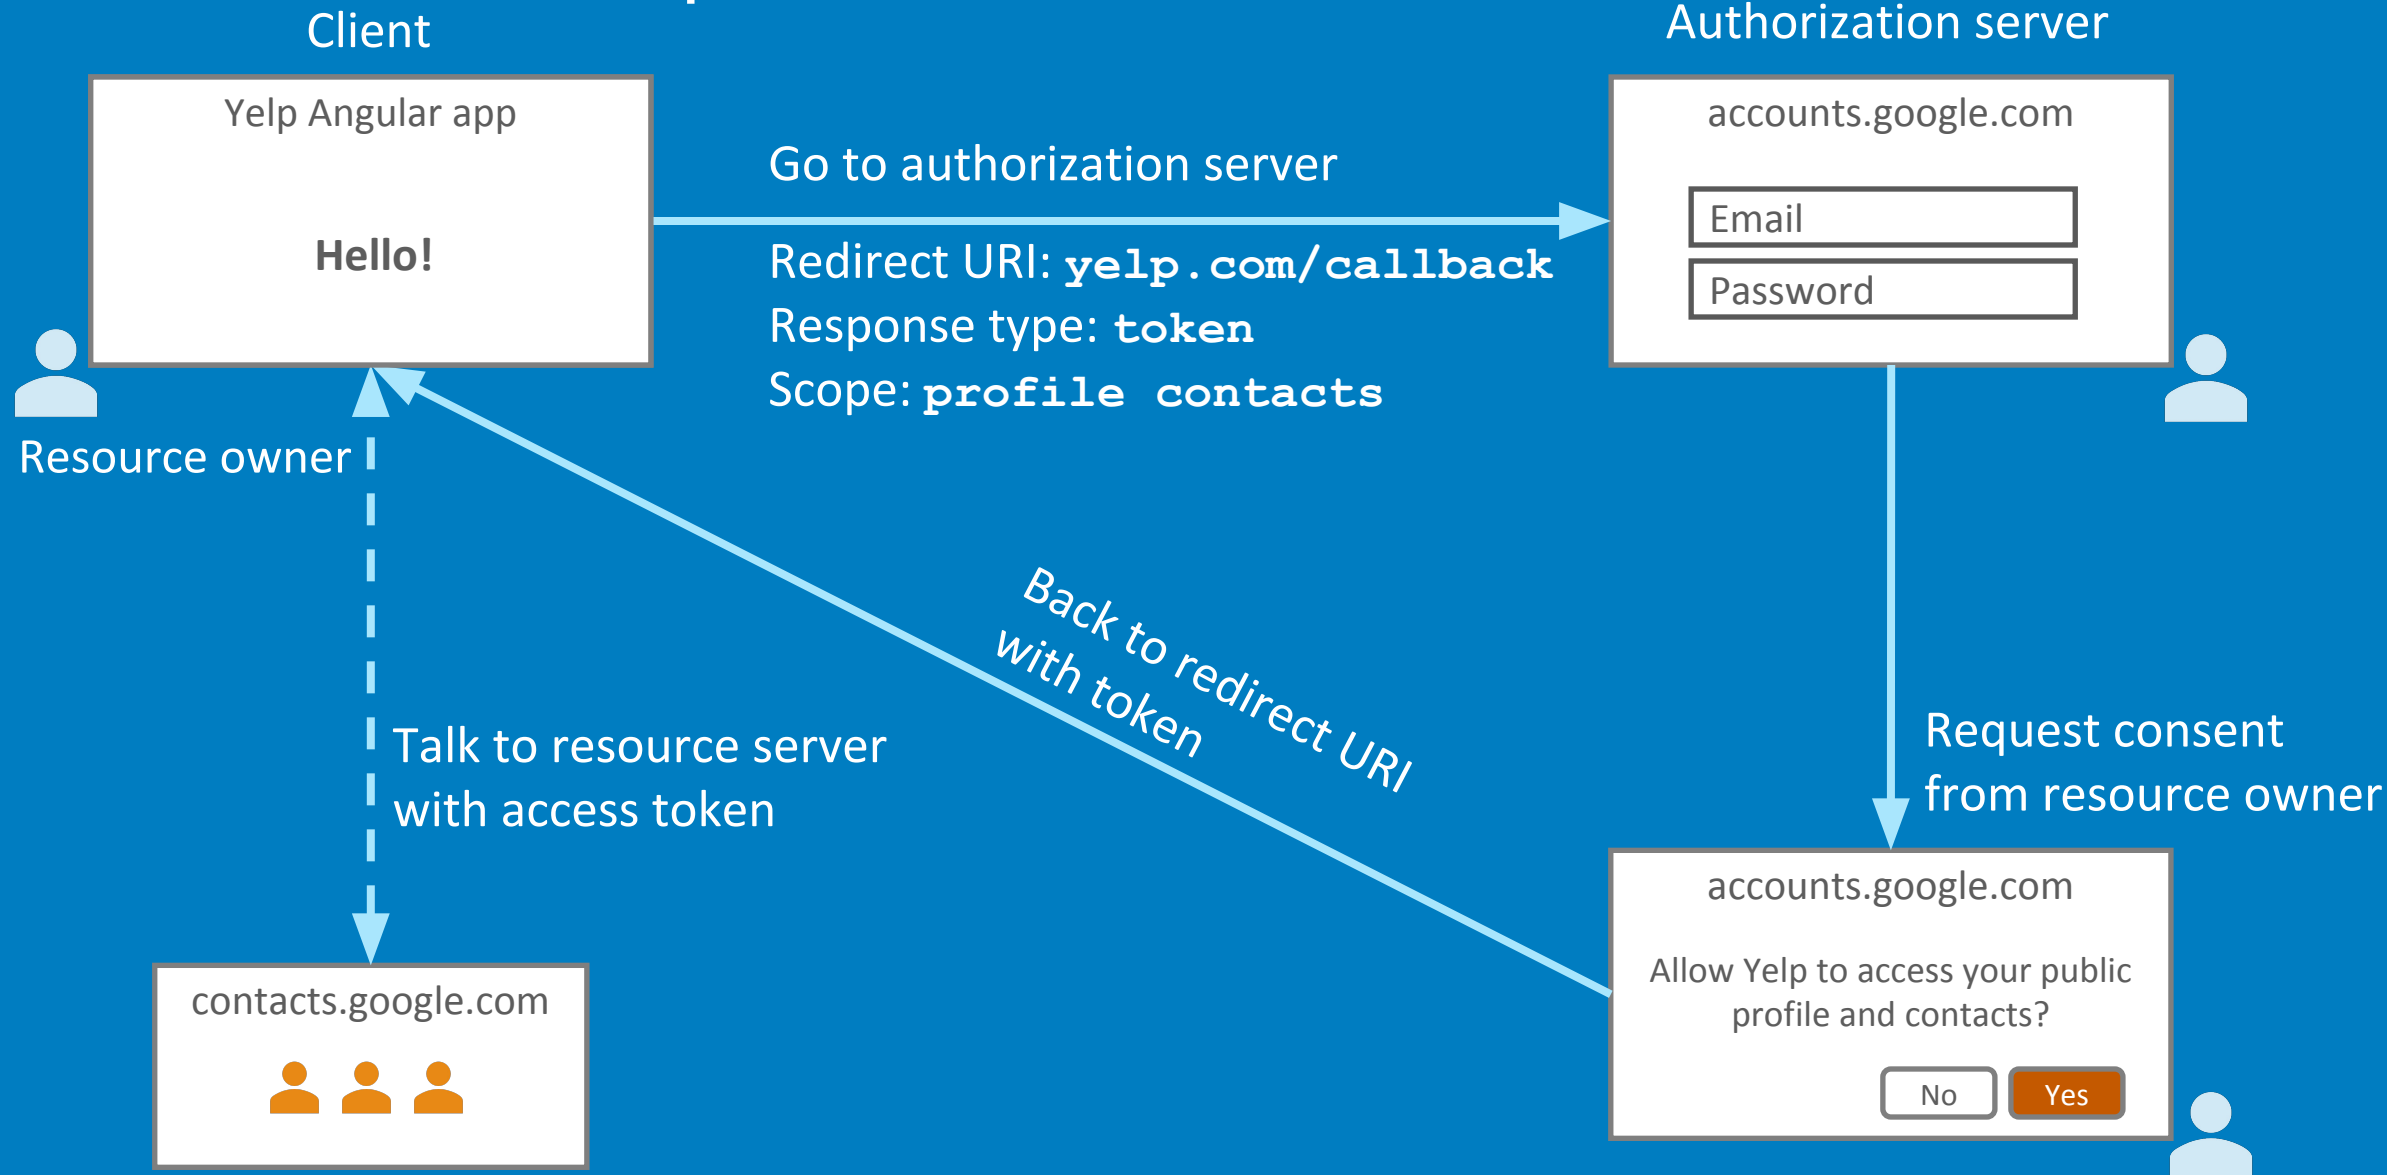 Client
Authorization server
Yelp Angular app
Hello!
Go to authorization server
Redirect URI: yelp.com/callback
Response type: token
Scope: profile contacts
accounts.google.com
Email
Password
Resource owner
Back to redirect URI
with token
Talk to resource server
with access token
Request consent
from resource owner
contacts.google.com
accounts.google.com
Allow Yelp to access your public
profile and contacts?
No
Yes